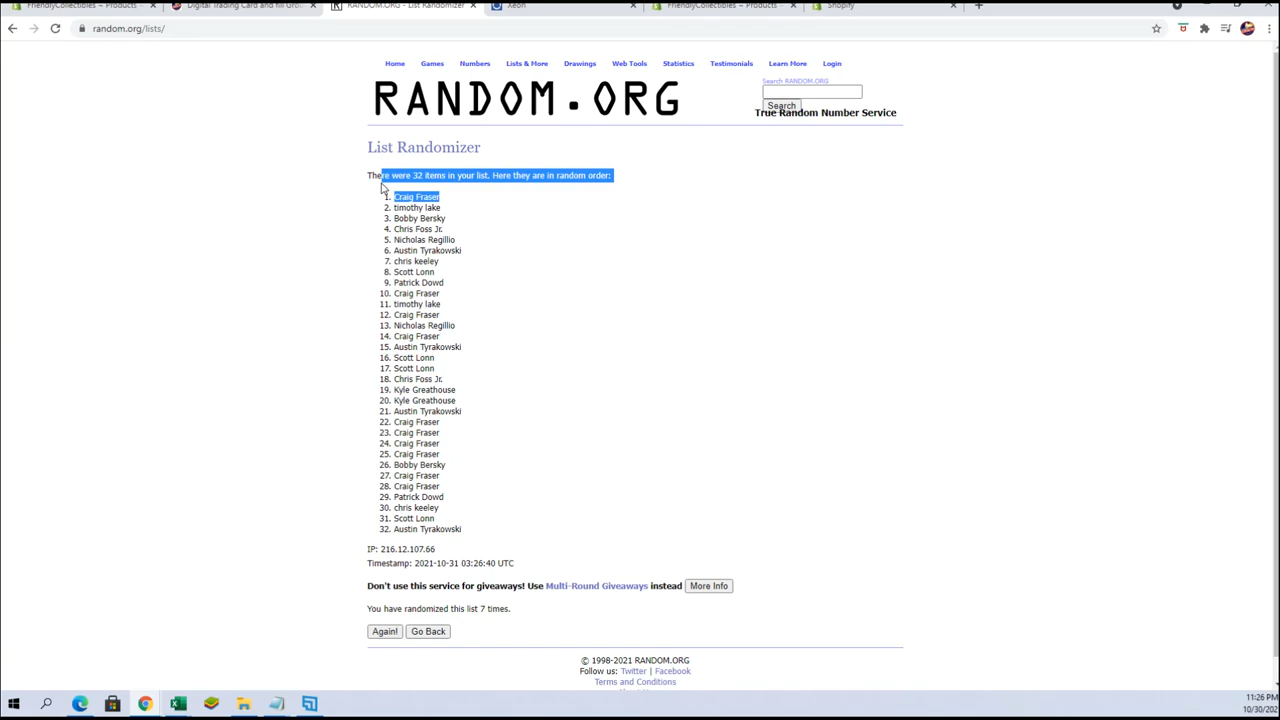 FriendlyCollectibles ~ Products
Digital Trading Card and fill Gro
RANDOM.ORG - List Randomizer
Xeon
FriendlyCollectibles ~ Products
Shopify
random.org/lists/
Home Games Numbers Lists & More Drawings Web Tools Statistics Testimonials Learn More Login
RANDOM.ORG
Search RANDOM.ORG
Search
True Random Number Service
List Randomizer
There were 32 items in your list. Here they are in random order:
1. Craig Fraser
2. timothy lake
3. Bobby Bersky
4. Chris Foss Jr.
5. Nicholas Regillio
6. Austin Tyrakowski
7. chris keeley
8. Scott Lonn
9. Patrick Dowd
10. Craig Fraser
11. timothy lake
12. Craig Fraser
13. Nicholas Regillio
14. Craig Fraser
15. Austin Tyrakowski
16. Scott Lonn
17. Scott Lonn
18. Chris Foss Jr.
19. Kyle Greathouse
20. Kyle Greathouse
21. Austin Tyrakowski
22. Craig Fraser
23. Craig Fraser
24. Craig Fraser
25. Craig Fraser
26. Bobby Bersky
27. Craig Fraser
28. Craig Fraser
29. Patrick Dowd
30. chris keeley
31. Scott Lonn
32. Austin Tyrakowski
IP: 216.12.107.66
Timestamp: 2021-10-31 03:26:40 UTC
Don't use this service for giveaways! Use Multi-Round Giveaways instead More Info
You have randomized this list 7 times.
Again! Go Back
© 1998-2021 RANDOM.ORG
Follow us: Twitter | Facebook
Terms and Conditions
11:26 PM
10/30/202